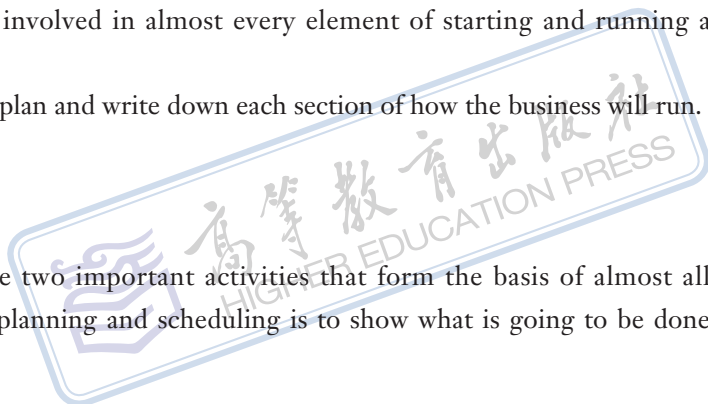 involved in almost every element of starting and running a
plan and write down each section of how the business will run.
高等教育出版社
HIGHER EDUCATION PRESS
e two important activities that form the basis of almost all
planning and scheduling is to show what is going to be done